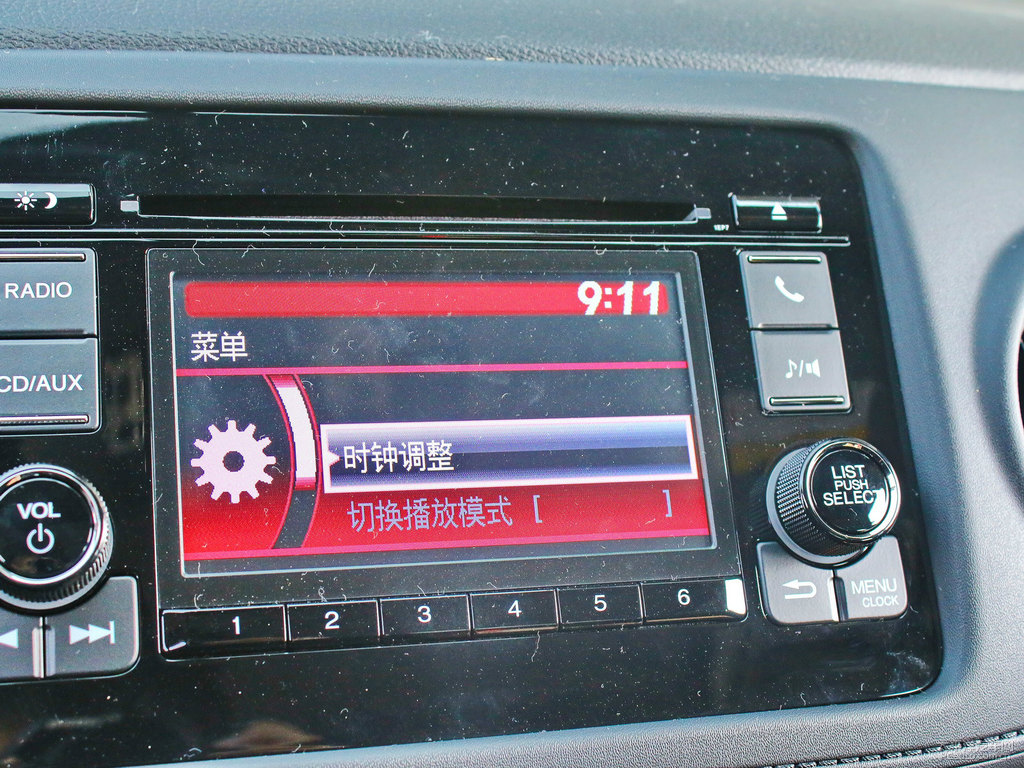 1EP7
RADIO
9:11
菜单
CD/AUX
时钟调整
LIST
PUSH
SELECT
VOL
切换播放模式 [ ]
MENU
CLOCK
1 2 3 4 5 6